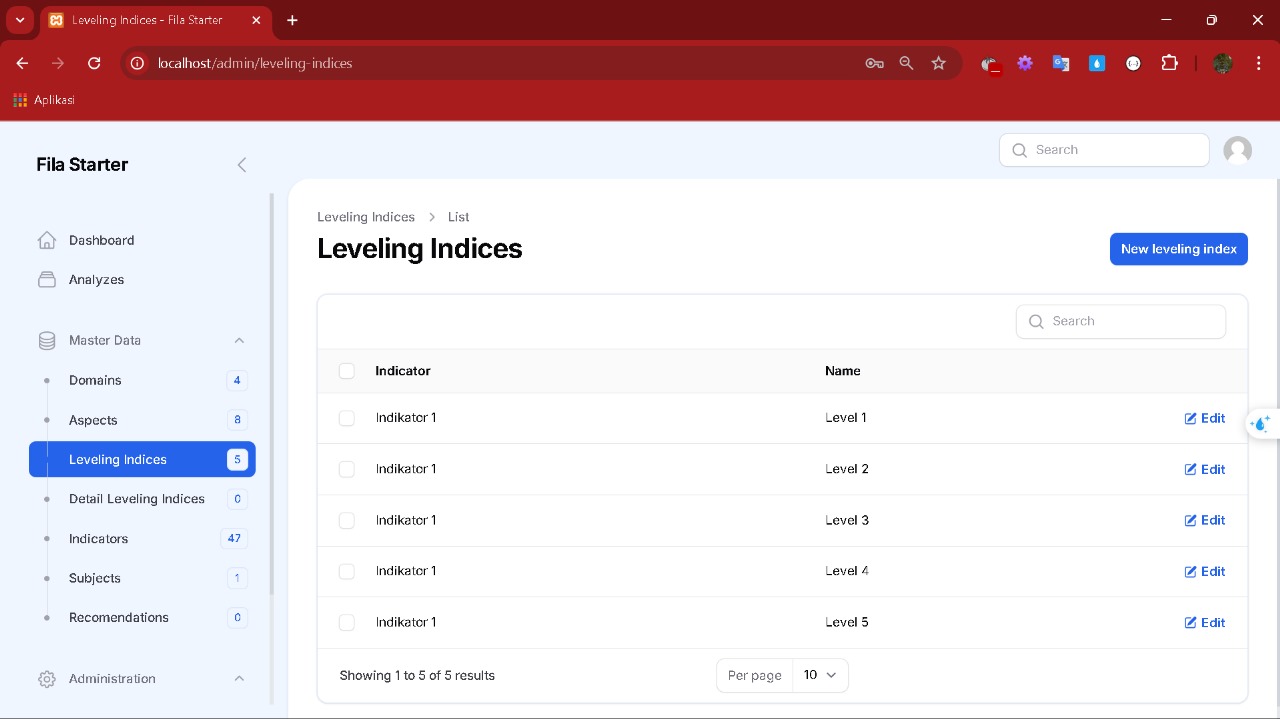 Leveling Indices - Fila Starter
localhost/admin/leveling-indices
Aplikasi
Fila Starter
Search
Dashboard
Analyzes
Master Data
Domains 4
Aspects 8
Leveling Indices 5
Detail Leveling Indices 0
Indicators 47
Subjects 1
Recomendations 0
Administration
Leveling Indices > List
Leveling Indices
New leveling index
Search
Indicator Name
Indikator 1 Level 1 Edit
Indikator 1 Level 2 Edit
Indikator 1 Level 3 Edit
Indikator 1 Level 4 Edit
Indikator 1 Level 5 Edit
Showing 1 to 5 of 5 results Per page 10